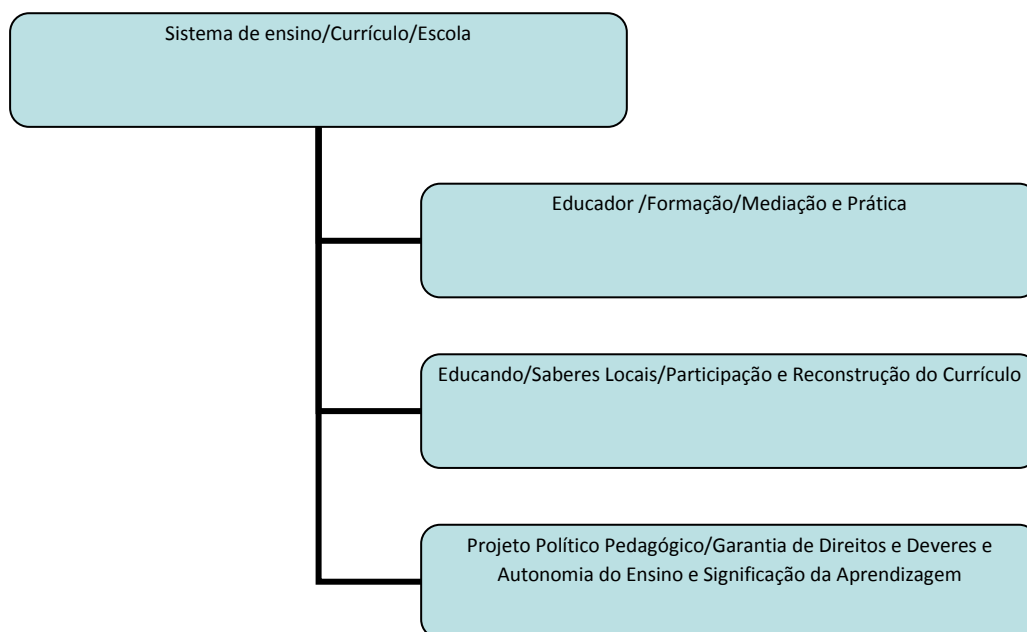 Sistema de ensino/Currículo/Escola
Educador /Formação/Mediação e Prática
Educando/Saberes Locais/Participação e Reconstrução do Currículo
Projeto Político Pedagógico/Garantia de Direitos e Deveres e
Autonomia do Ensino e Significação da Aprendizagem